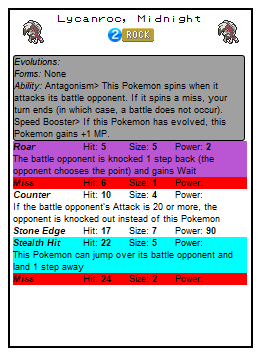 Lycanroc, Midnight
2 ROCK
Evolutions:
Forms: None
Ability: Antagonism> This Pokemon spins when it
attacks its battle opponent. If it spins a miss, your
turn ends (in which case, a battle does not occur).
Speed Booster> If this Pokemon has evolved, this
Pokemon gains +1 MP.
Roar Hit: 5 Size: 5 Power: 2
The battle opponent is knocked 1 step back (the
opponent chooses the point) and gains Wait
Miss Hit: 6 Size: 1 Power:
Counter Hit: 10 Size: 4 Power:
If the battle opponent's Attack is 20 or more, the
opponent is knocked out instead of this Pokemon
Stone Edge Hit: 17 Size: 7 Power: 90
Stealth Hit Hit: 22 Size: 5 Power:
This Pokemon can jump over its battle opponent and
land 1 step away
Miss Hit: 24 Size: 2 Power: